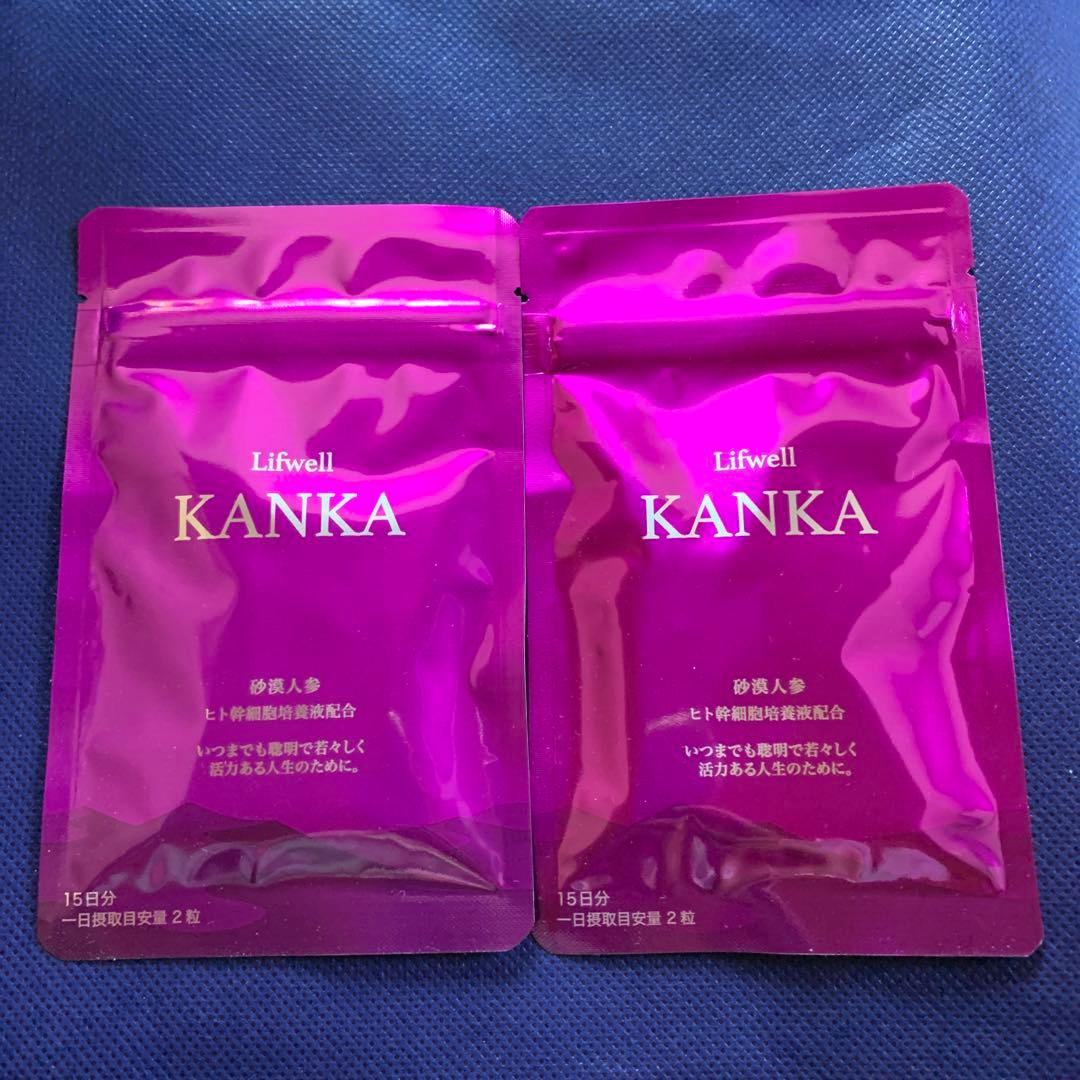 Lifwell
KANKA
砂漠人参
ヒト幹細胞培養液配合
いつまでも聡明で若々しく
活力ある人生のために。
15日分
一日摂取目安量 2 粒
Lifwell
KANKA
砂漠人参
ヒト幹細胞培養液配合
いつまでも聡明で若々しく
活力ある人生のために。
15日分
一日摂取目安量 2 粒